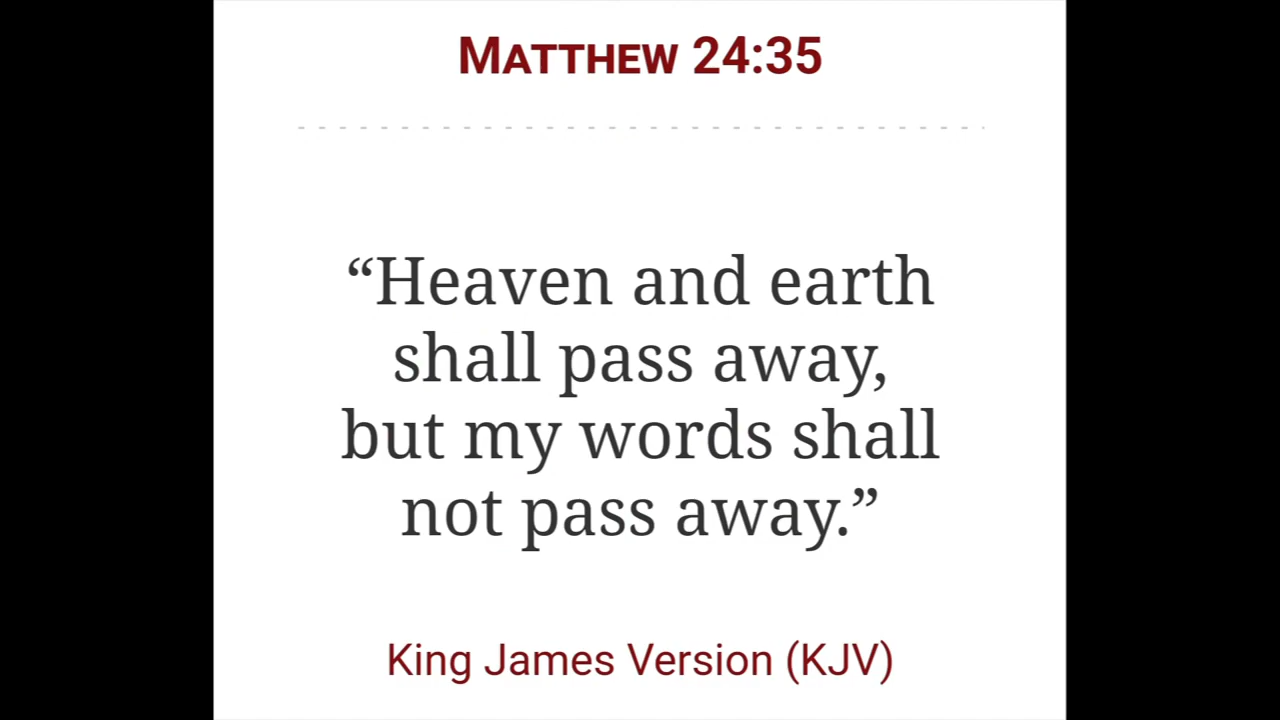 MATTHEW 24:35
“Heaven and earth
shall pass away,
but my words shall
not pass away.”
King James Version (KJV)